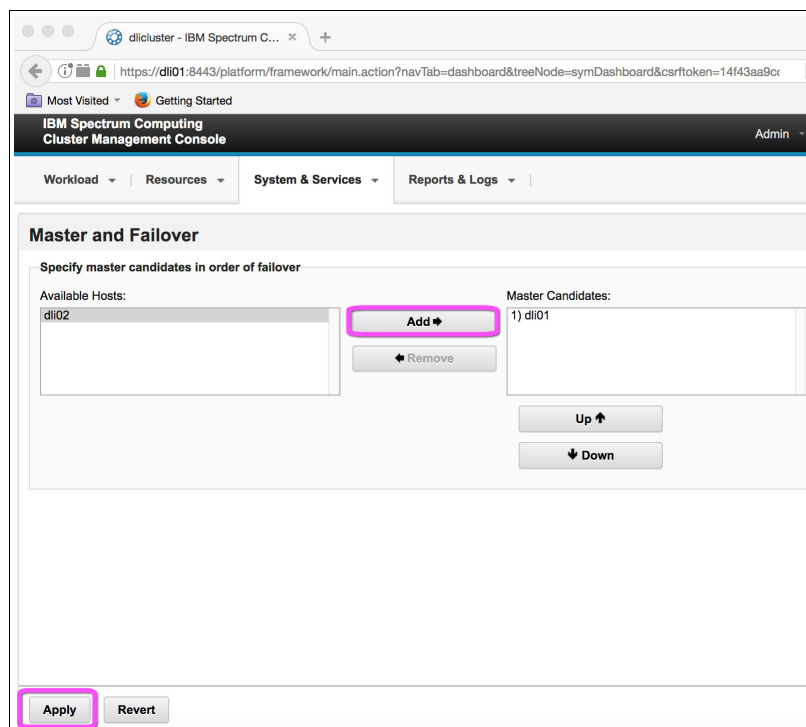 dlicluster - IBM Spectrum C... × +
https://dli01:8443/platform/framework/main.action?navTab=dashboard&treeNode=symDashboard&csrftoken=14f43aa9cc
Most Visited Getting Started
IBM Spectrum Computing
Cluster Management Console
Admin
Workload Resources System & Services Reports & Logs
Master and Failover
Specify master candidates in order of failover
Available Hosts: Master Candidates:
dli02 Add 1) dli01
Remove
Up
Down
Apply Revert